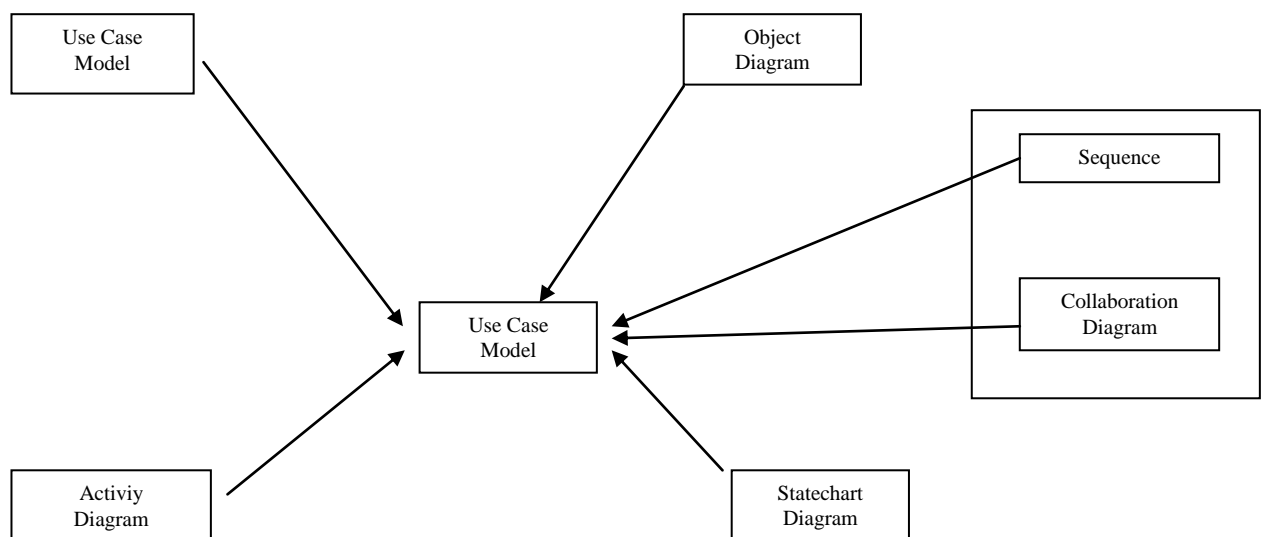 Use Case
Model
Object
Diagram
Sequence
Collaboration
Diagram
Use Case
Model
Activiy
Diagram
Statechart
Diagram